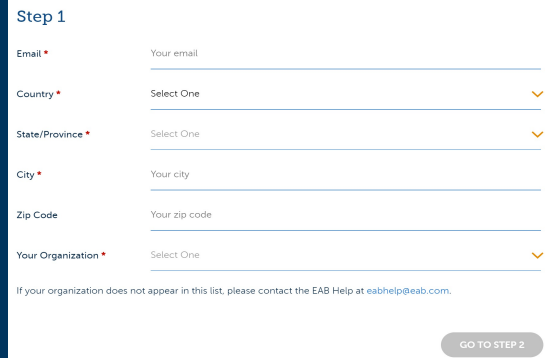 Step 1
Email * Your email
Country * Select One
State/Province * Select One
City * Your city
Zip Code Your zip code
Your Organization * Select One
If your organization does not appear in this list, please contact the EAB Help at eabhelp@eab.com.
GO TO STEP 2